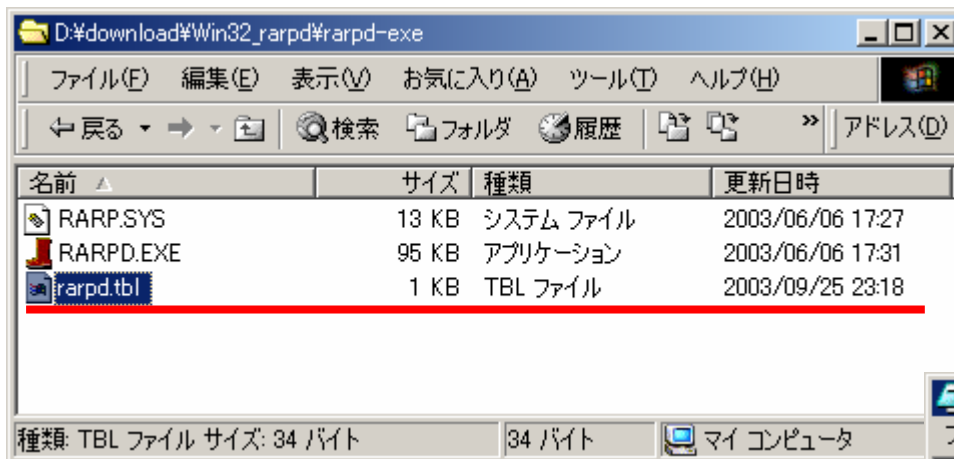 D:¥download¥Win32_rarpd¥rarpd-exe
ファイル(F) 編集(E) 表示(V) お気に入り(A) ツール(T) ヘルプ(H)
戻る 検索 フォルダ 履歴 » アドレス(D)
名前 サイズ 種類 更新日時
RARP.SYS 13 KB システム ファイル 2003/06/06 17:27
RARPD.EXE 95 KB アプリケーション 2003/06/06 17:31
rarpd.tbl 1 KB TBL ファイル 2003/09/25 23:18
種類: TBL ファイル サイズ: 34 バイト 34 バイト マイ コンピュータ